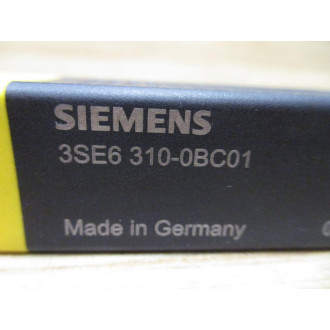 SIEMENS
3SE6 310-0BC01
Made in Germany